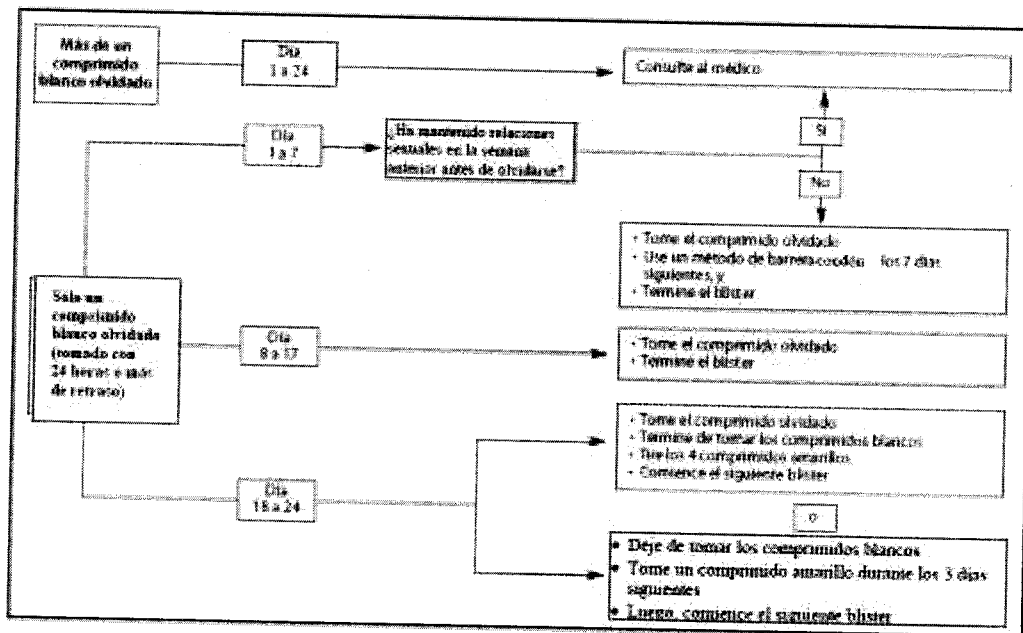 Más de un
comprimido
blanco olvidado
Día
1 a 24
Consulte al médico
Día
1 a 7
¿Ha mantenido relaciones
sexuales en la semana
anterior antes de olvidarse?
Sí
No
• Tome el comprimido olvidado
• Use un método de barrera-condón los 7 días
siguientes, y
• Termine el blíster
Sólo un
comprimido
blanco olvidado
(tomado con
24 horas o más
de retraso)
Día
8 a 17
• Tome el comprimido olvidado
• Termine el blíster
Día
18 a 24
• Tome el comprimido olvidado
• Termine de tomar los comprimidos blancos
• Tire los 4 comprimidos amarillos
• Comience el siguiente blíster
o
• Deje de tomar los comprimidos blancos
• Tome un comprimido amarillo durante los 3 días
siguientes
• Luego, comience el siguiente blíster